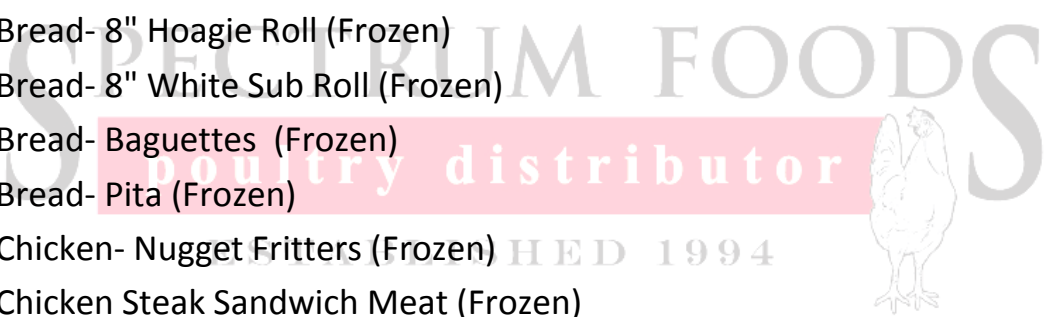 Bread- 8" Hoagie Roll (Frozen)
SPECTRUM FOODS
Bread- 8" White Sub Roll (Frozen)
Bread- Baguettes  (Frozen)
poultry distributor
Bread- Pita (Frozen)
Chicken- Nugget Fritters (Frozen)
ESTABLISHED 1994
Chicken Steak Sandwich Meat (Frozen)